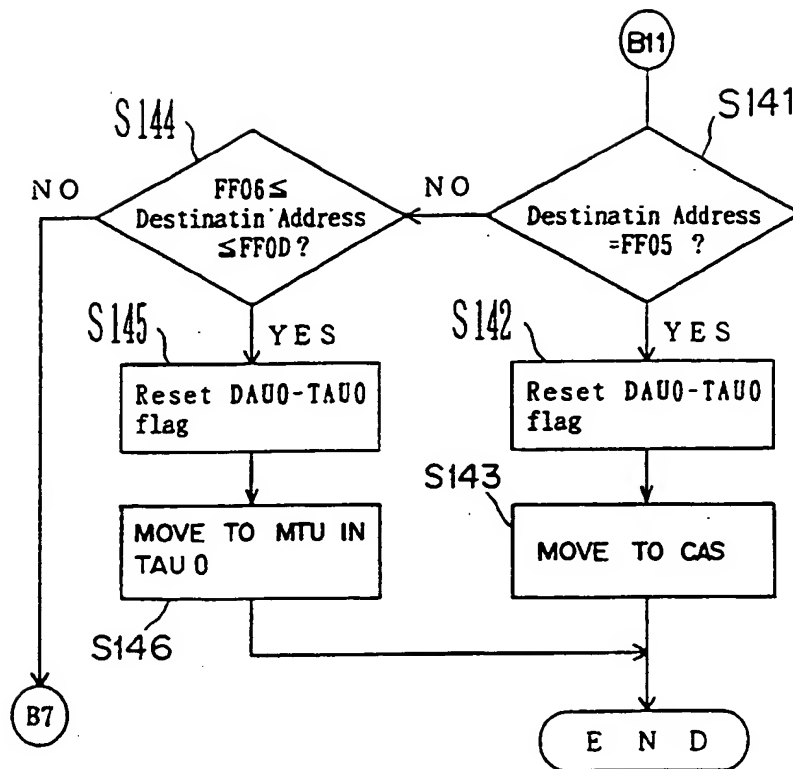 B11
S141
Destinatin Address
=FF05 ?
NO
S144
FF06≦
Destinatin Address
≦FF0D?
NO
YES
S142
Reset DAU0-TAU0
flag
S143
MOVE TO CAS
YES
S145
Reset DAU0-TAU0
flag
MOVE TO MTU IN
TAU 0
S146
B7
E N D